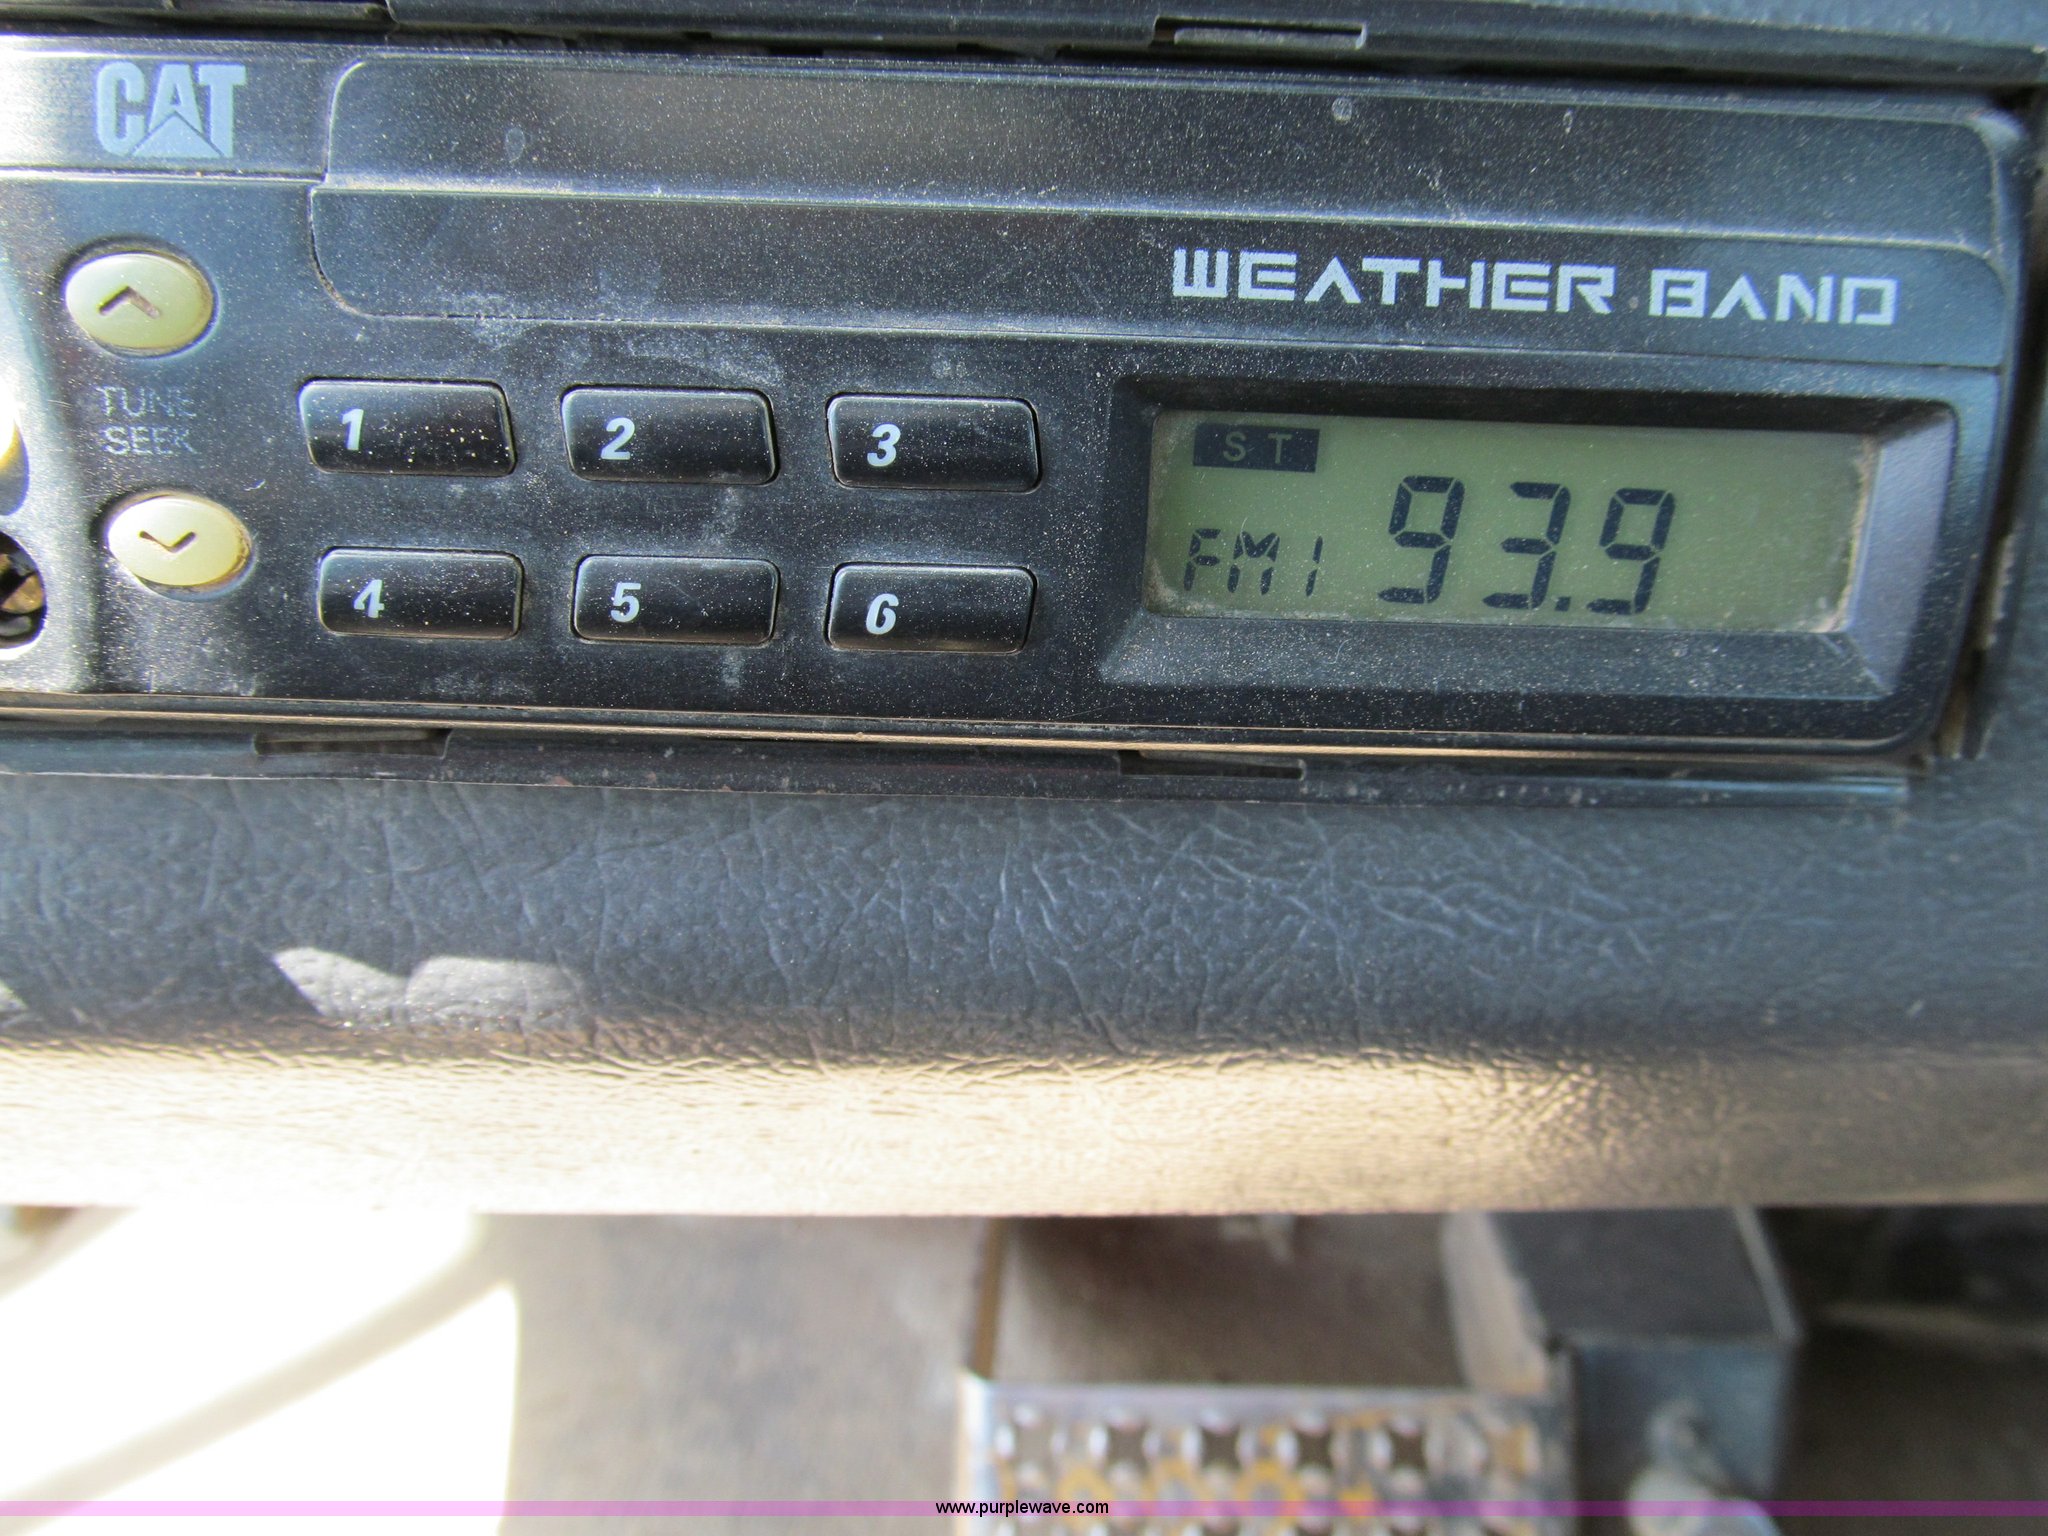 CAT
WEATHER BAND
TUNE
SEEK
1 2 3
4 5 6
ST
FM1 93.9
www.purplewave.com